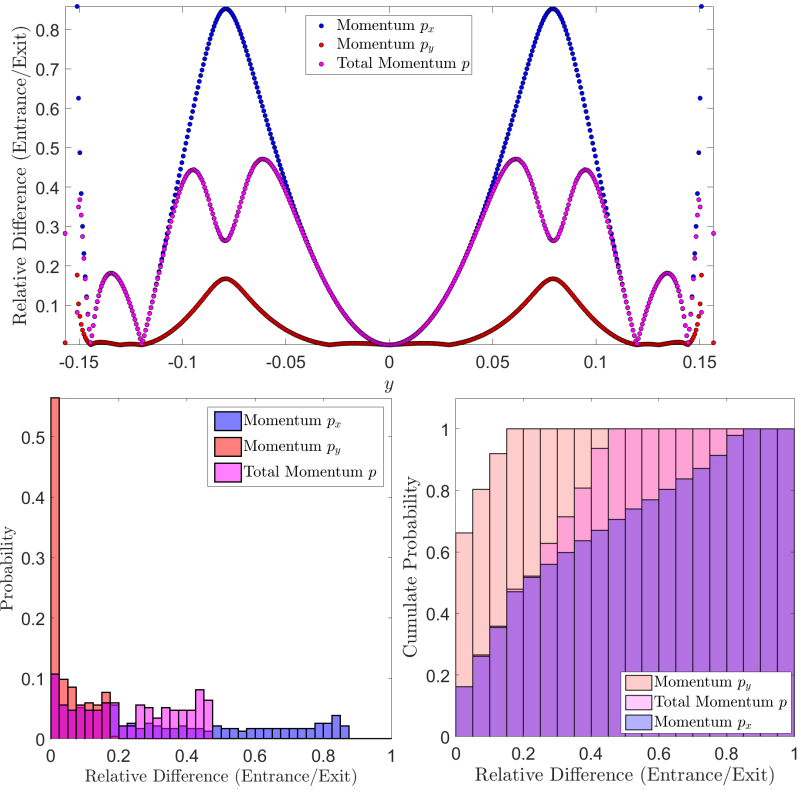 Relative Difference (Entrance/Exit)
0.8
0.7
0.6
0.5
0.4
0.3
0.2
0.1
Momentum p_x
Momentum p_y
Total Momentum p
-0.15 -0.1 -0.05 0 0.05 0.1 0.15
y
Probability
0.5
0.4
0.3
0.2
0.1
0
Momentum p_x
Momentum p_y
Total Momentum p
0 0.2 0.4 0.6 0.8 1
Relative Difference (Entrance/Exit)
Cumulate Probability
1
0.8
0.6
0.4
0.2
0
Momentum p_y
Total Momentum p
Momentum p_x
0 0.2 0.4 0.6 0.8 1
Relative Difference (Entrance/Exit)